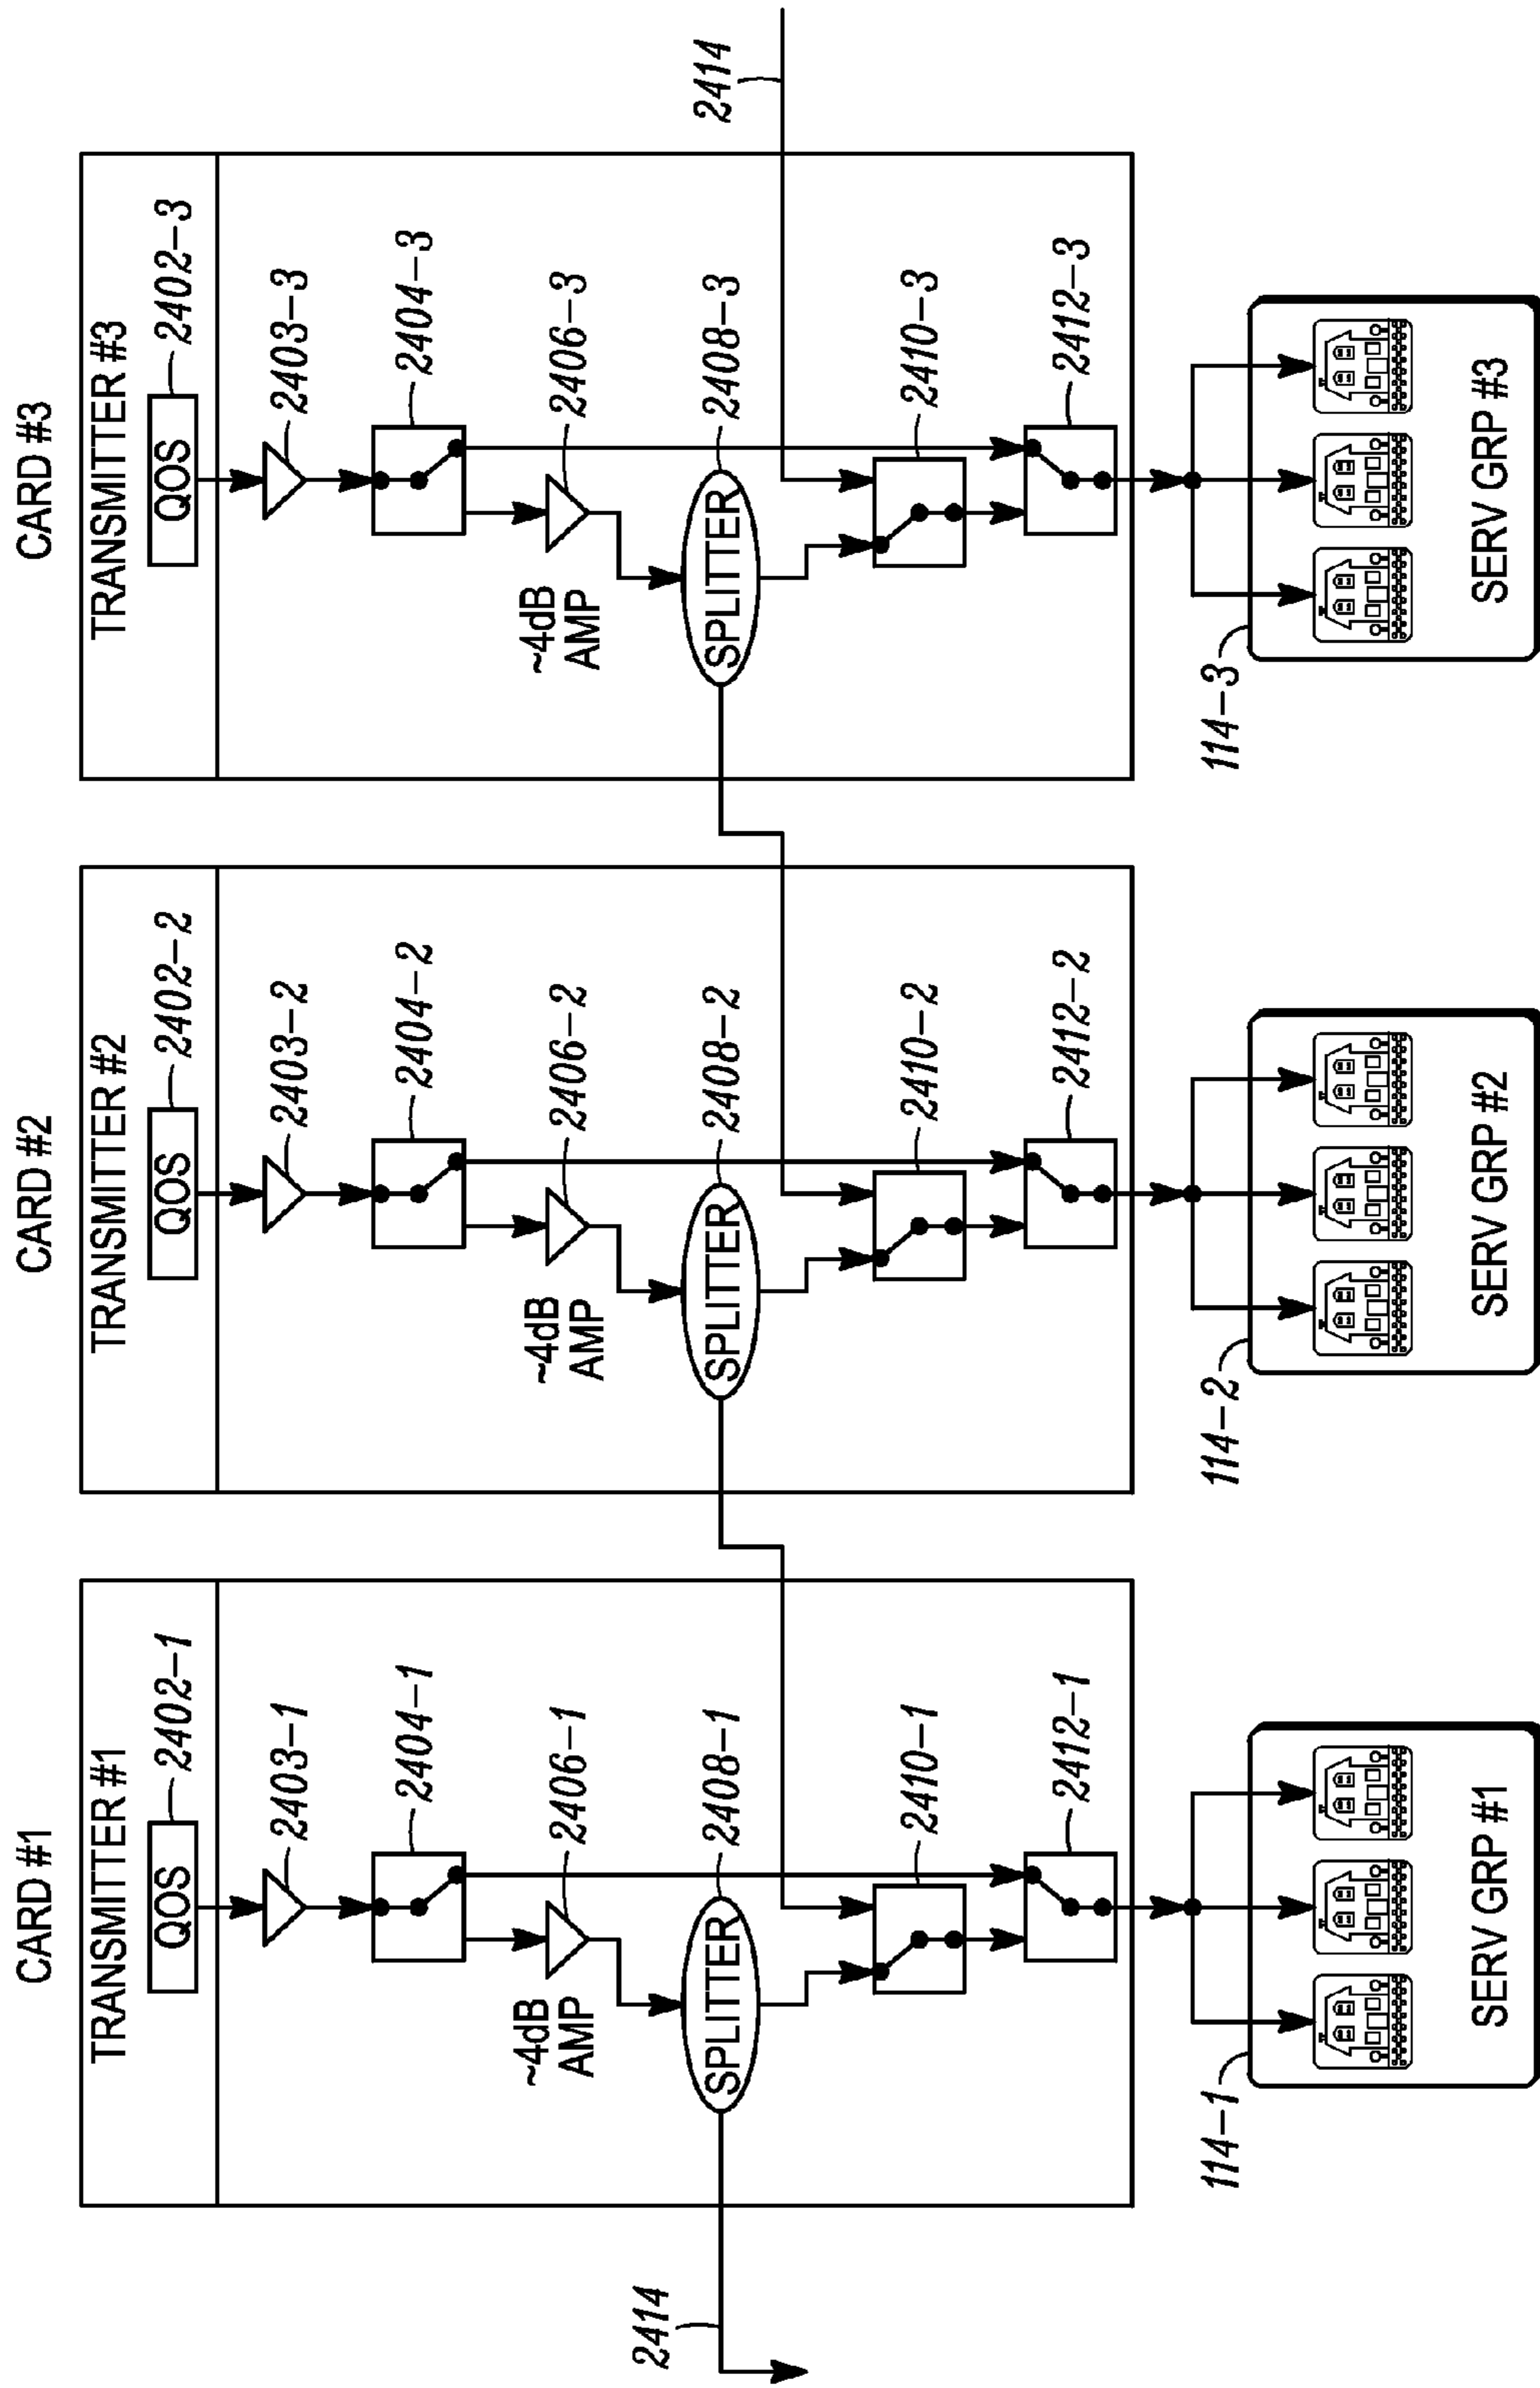 CARD #1
TRANSMITTER #1
QOS
2402-1
2403-1
2404-1
~4dB
AMP
2406-1
SPLITTER
2408-1
2414
2410-1
2412-1
114-1
SERV GRP #1
CARD #2
TRANSMITTER #2
QOS
2402-2
2403-2
2404-2
~4dB
AMP
2406-2
SPLITTER
2408-2
2410-2
2412-2
114-2
SERV GRP #2
CARD #3
TRANSMITTER #3
QOS
2402-3
2403-3
2404-3
~4dB
AMP
2406-3
SPLITTER
2408-3
2414
2410-3
2412-3
114-3
SERV GRP #3